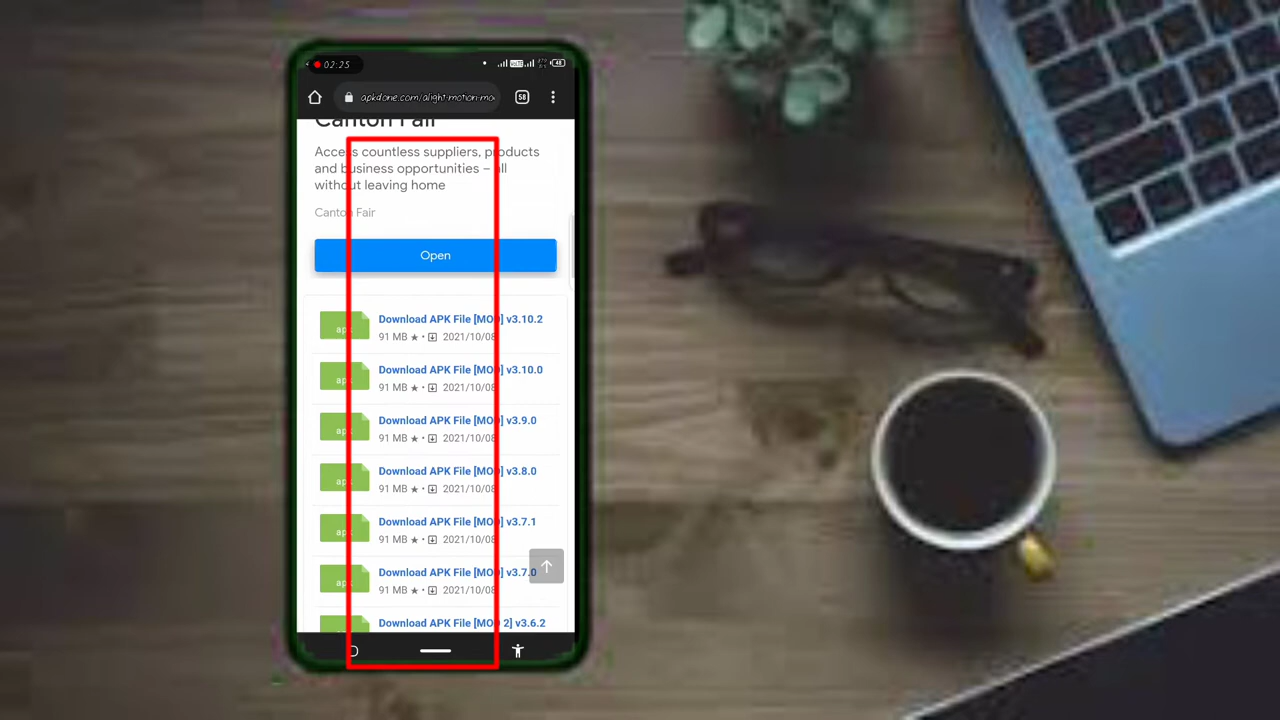 02:25
48
apkdone.com/alight-motion-mo
58
Canton Fair
Access countless suppliers, products
and business opportunities – all
without leaving home
Canton Fair
Open
Download APK File [MOD] v3.10.2
91 MB ★ • 2021/10/08
Download APK File [MOD] v3.10.0
91 MB ★ • 2021/10/08
Download APK File [MOD] v3.9.0
91 MB ★ • 2021/10/08
Download APK File [MOD] v3.8.0
91 MB ★ • 2021/10/08
Download APK File [MOD] v3.7.1
91 MB ★ • 2021/10/08
Download APK File [MOD] v3.7.0
91 MB ★ • 2021/10/08
Download APK File [MOD 2] v3.6.2